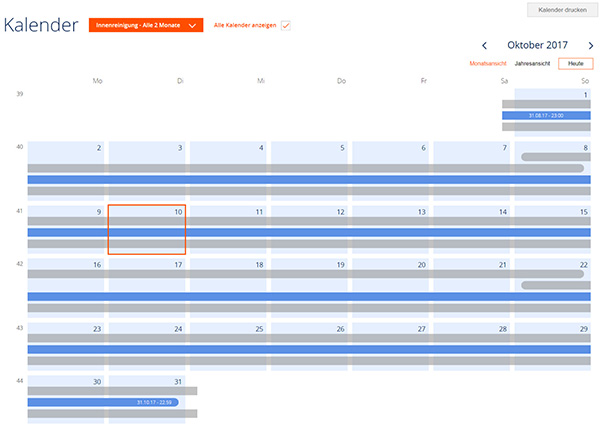 Kalender drucken
Kalender
Innenreinigung - Alle 2 Monate
Alle Kalender anzeigen
Oktober 2017
Monatsansicht Jahresansicht Heute
Mo Di Mi Do Fr Sa So
39 1
31.08.17 - 23:00
40 2 3 4 5 6 7 8
41 9 10 11 12 13 14 15
42 16 17 18 19 20 21 22
43 23 24 25 26 27 28 29
44 30 31
31.10.17 - 22:59